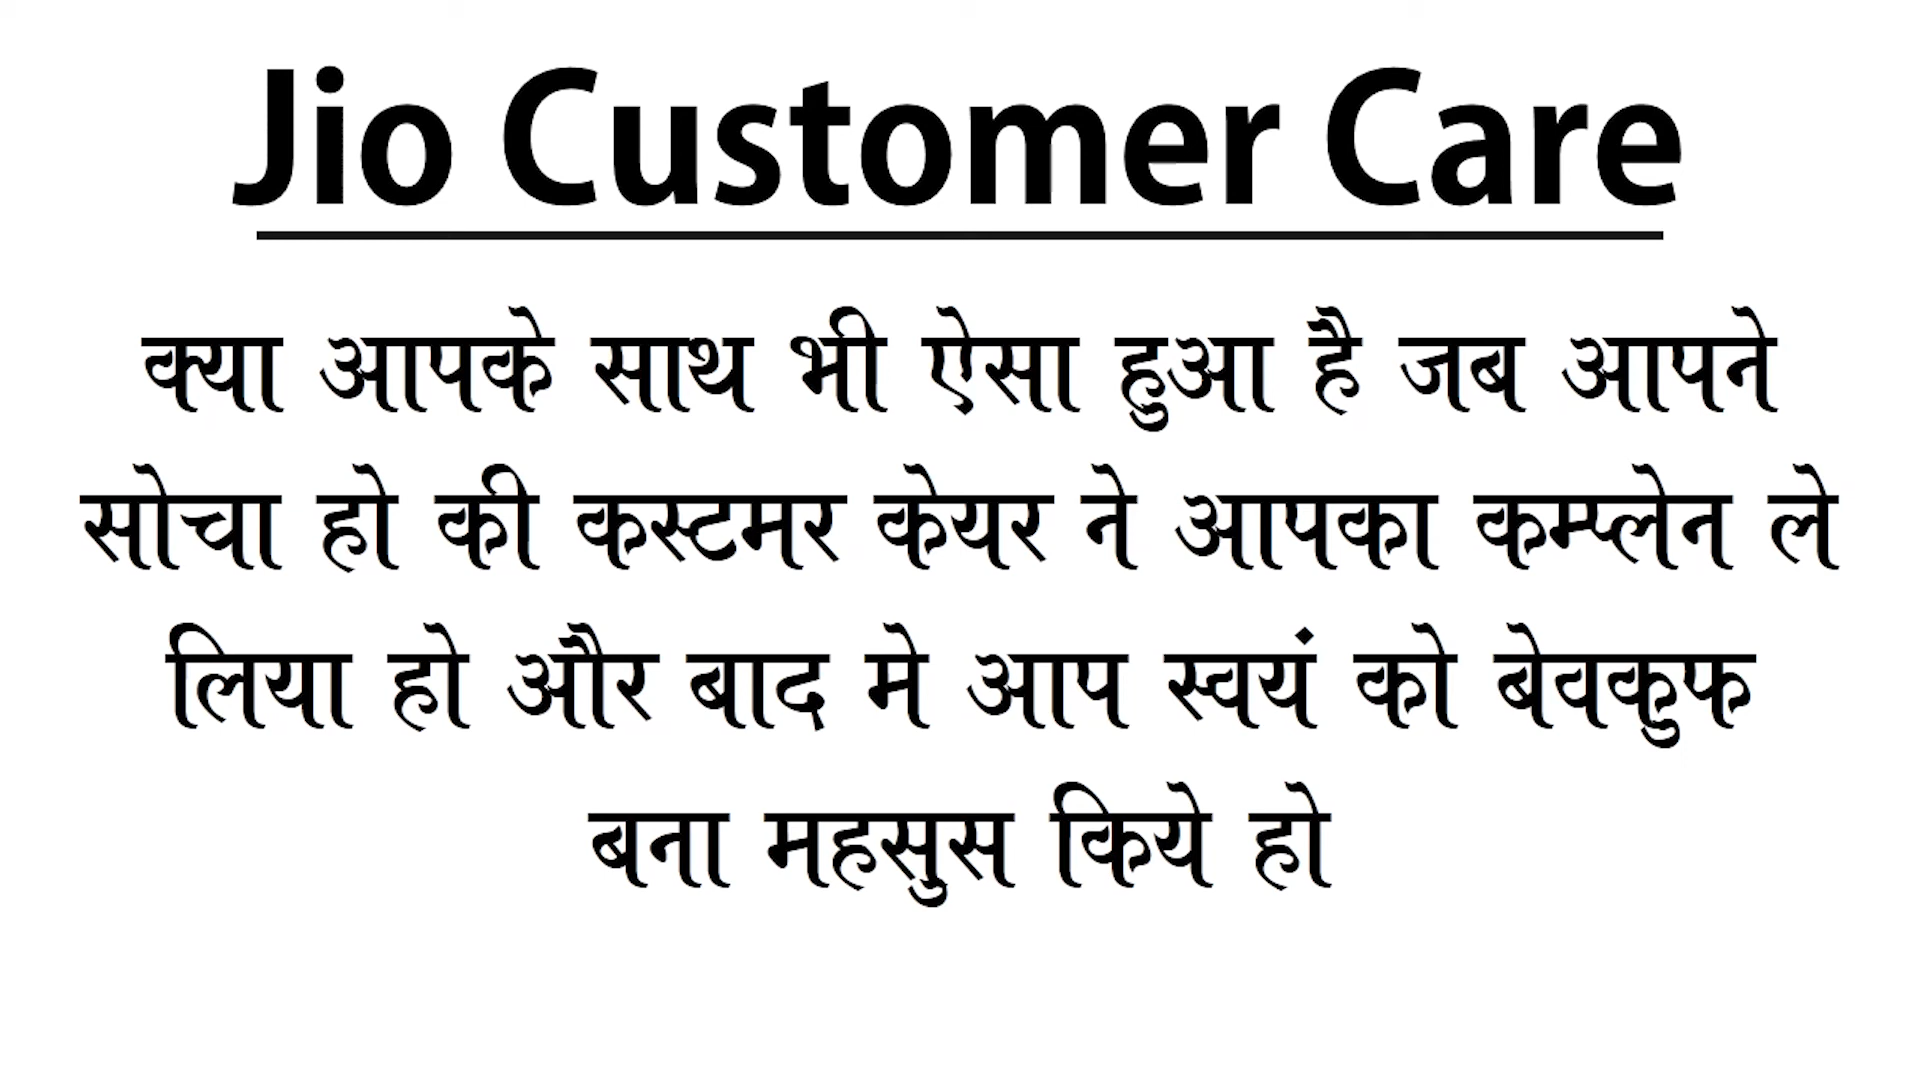 Jio Customer Care
क्या आपके साथ भी ऐसा हुआ है जब आपने
सोचा हो की कस्टमर केयर ने आपका कम्प्लेन ले
लिया हो और बाद मे आप स्वयं को बेवकुफ
बना महसुस किये हो